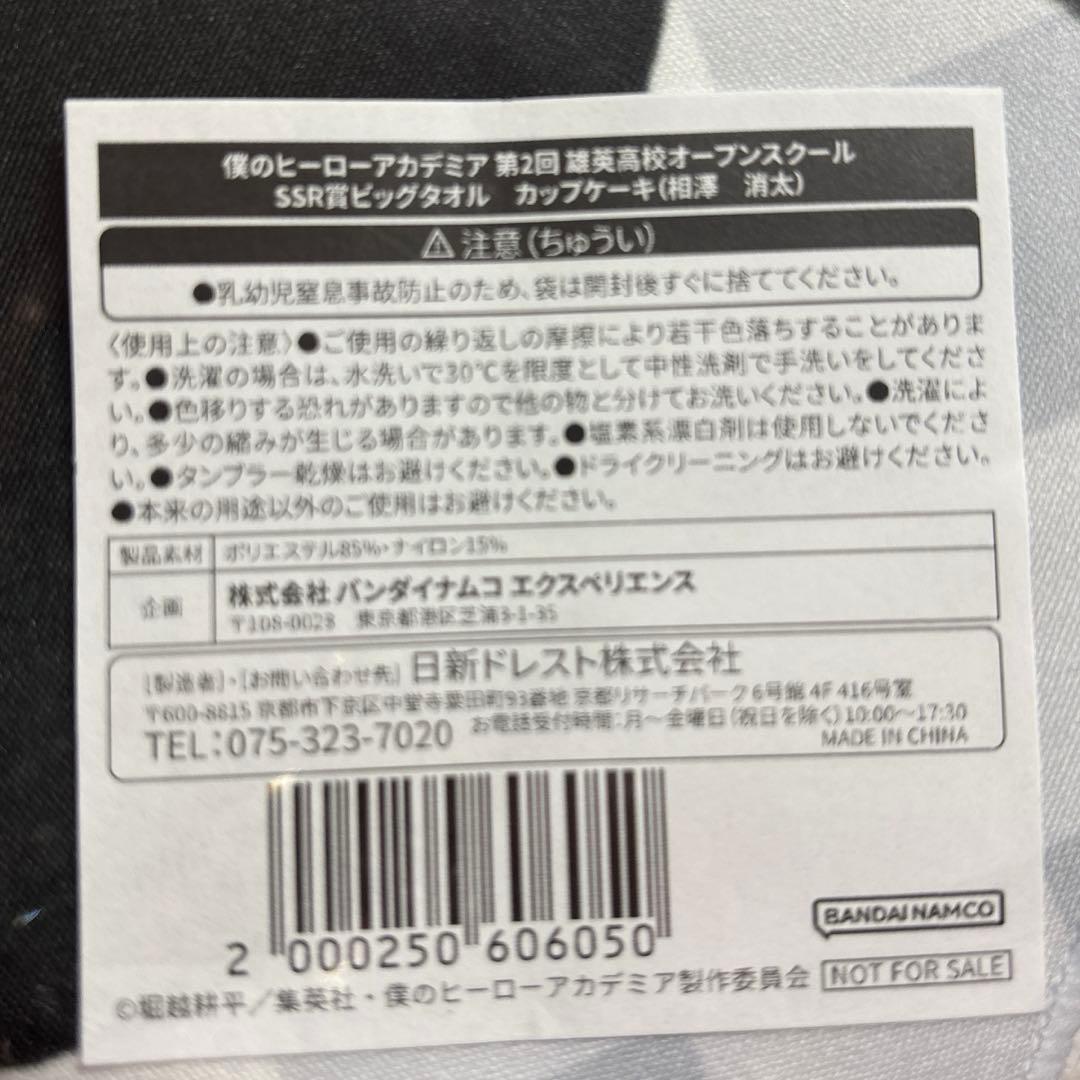 僕のヒーローアカデミア 第2回 雄英高校オープンスクール
SSR賞ビッグタオル カップケーキ(相澤 消太)
⚠注意(ちゅうい)
●乳幼児窒息事故防止のため、袋は開封後すぐに捨ててください。
〈使用上の注意〉●ご使用の繰り返しの摩擦により若干色落ちすることがありま
す。●洗濯の場合は、水洗いで30℃を限度として中性洗剤で手洗いをしてくださ
い。●色移りする恐れがありますので他の物と分けてお洗いください。●洗濯によ
り、多少の縮みが生じる場合があります。●塩素系漂白剤は使用しないでくださ
い。●タンブラー乾燥はお避けください。●ドライクリーニングはお避けください。
●本来の用途以外のご使用はお避けください。
製品素材 ポリエステル85%・ナイロン15%
企画 株式会社 バンダイナムコ エクスペリエンス
〒108-0023 東京都港区芝浦3-1-35
[製造者]・[お問い合わせ先] 日新ドレスト株式会社
〒600-8815 京都市下京区中堂寺粟田町93番地 京都リサーチパーク6号館 4F 416号室
TEL:075-323-7020 お電話受付時間:月～金曜日(祝日を除く)10:00～17:30
MADE IN CHINA
2 000250 606050
BANDAI NAMCO
©堀越耕平／集英社・僕のヒーローアカデミア製作委員会 NOT FOR SALE